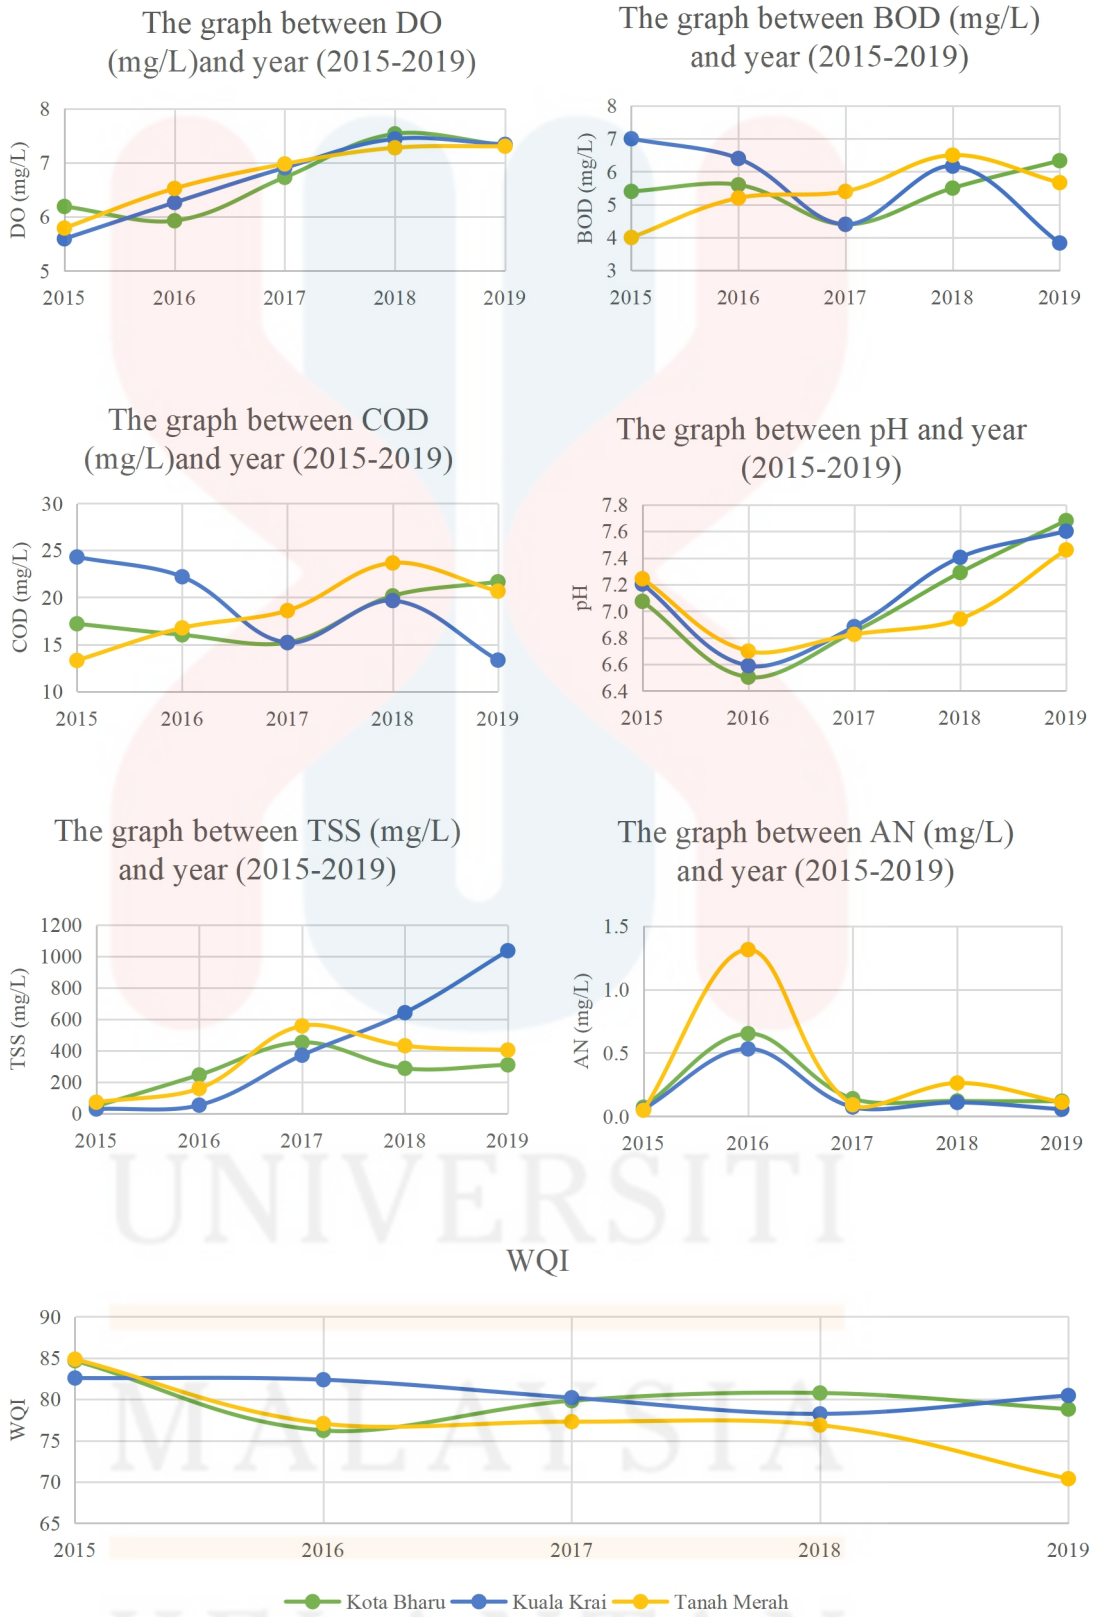 The graph between DO
(mg/L)and year (2015-2019)
8
7
6
5
DO (mg/L)
2015 2016 2017 2018 2019
The graph between BOD (mg/L)
and year (2015-2019)
8
7
6
5
4
3
BOD (mg/L)
2015 2016 2017 2018 2019
The graph between COD
(mg/L)and year (2015-2019)
30
25
20
15
10
COD (mg/L)
2015 2016 2017 2018 2019
The graph between pH and year
(2015-2019)
7.8
7.6
7.4
7.2
7.0
6.8
6.6
6.4
pH
2015 2016 2017 2018 2019
The graph between TSS (mg/L)
and year (2015-2019)
1200
1000
800
600
400
200
0
TSS (mg/L)
2015 2016 2017 2018 2019
The graph between AN (mg/L)
and year (2015-2019)
1.5
1.0
0.5
0.0
AN (mg/L)
2015 2016 2017 2018 2019
UNIVERSITI
WQI
90
85
80
75
70
65
WQI
MALAYSIA
2015 2016 2017 2018 2019
Kota Bharu Kuala Krai Tanah Merah